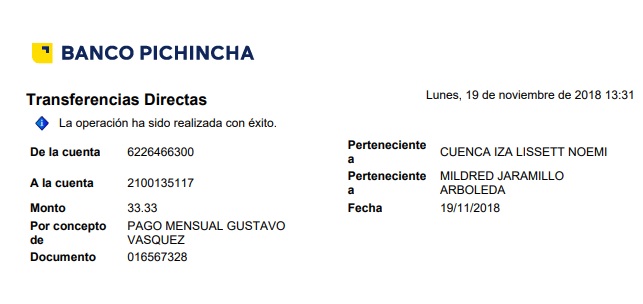 BANCO PICHINCHA
Transferencias Directas
Lunes, 19 de noviembre de 2018 13:31
La operación ha sido realizada con éxito.
De la cuenta 6226466300 Perteneciente a CUENCA IZA LISSETT NOEMI
A la cuenta 2100135117 Perteneciente a MILDRED JARAMILLO
ARBOLEDA
Monto 33.33 Fecha 19/11/2018
Por concepto de PAGO MENSUAL GUSTAVO
VASQUEZ
Documento 016567328